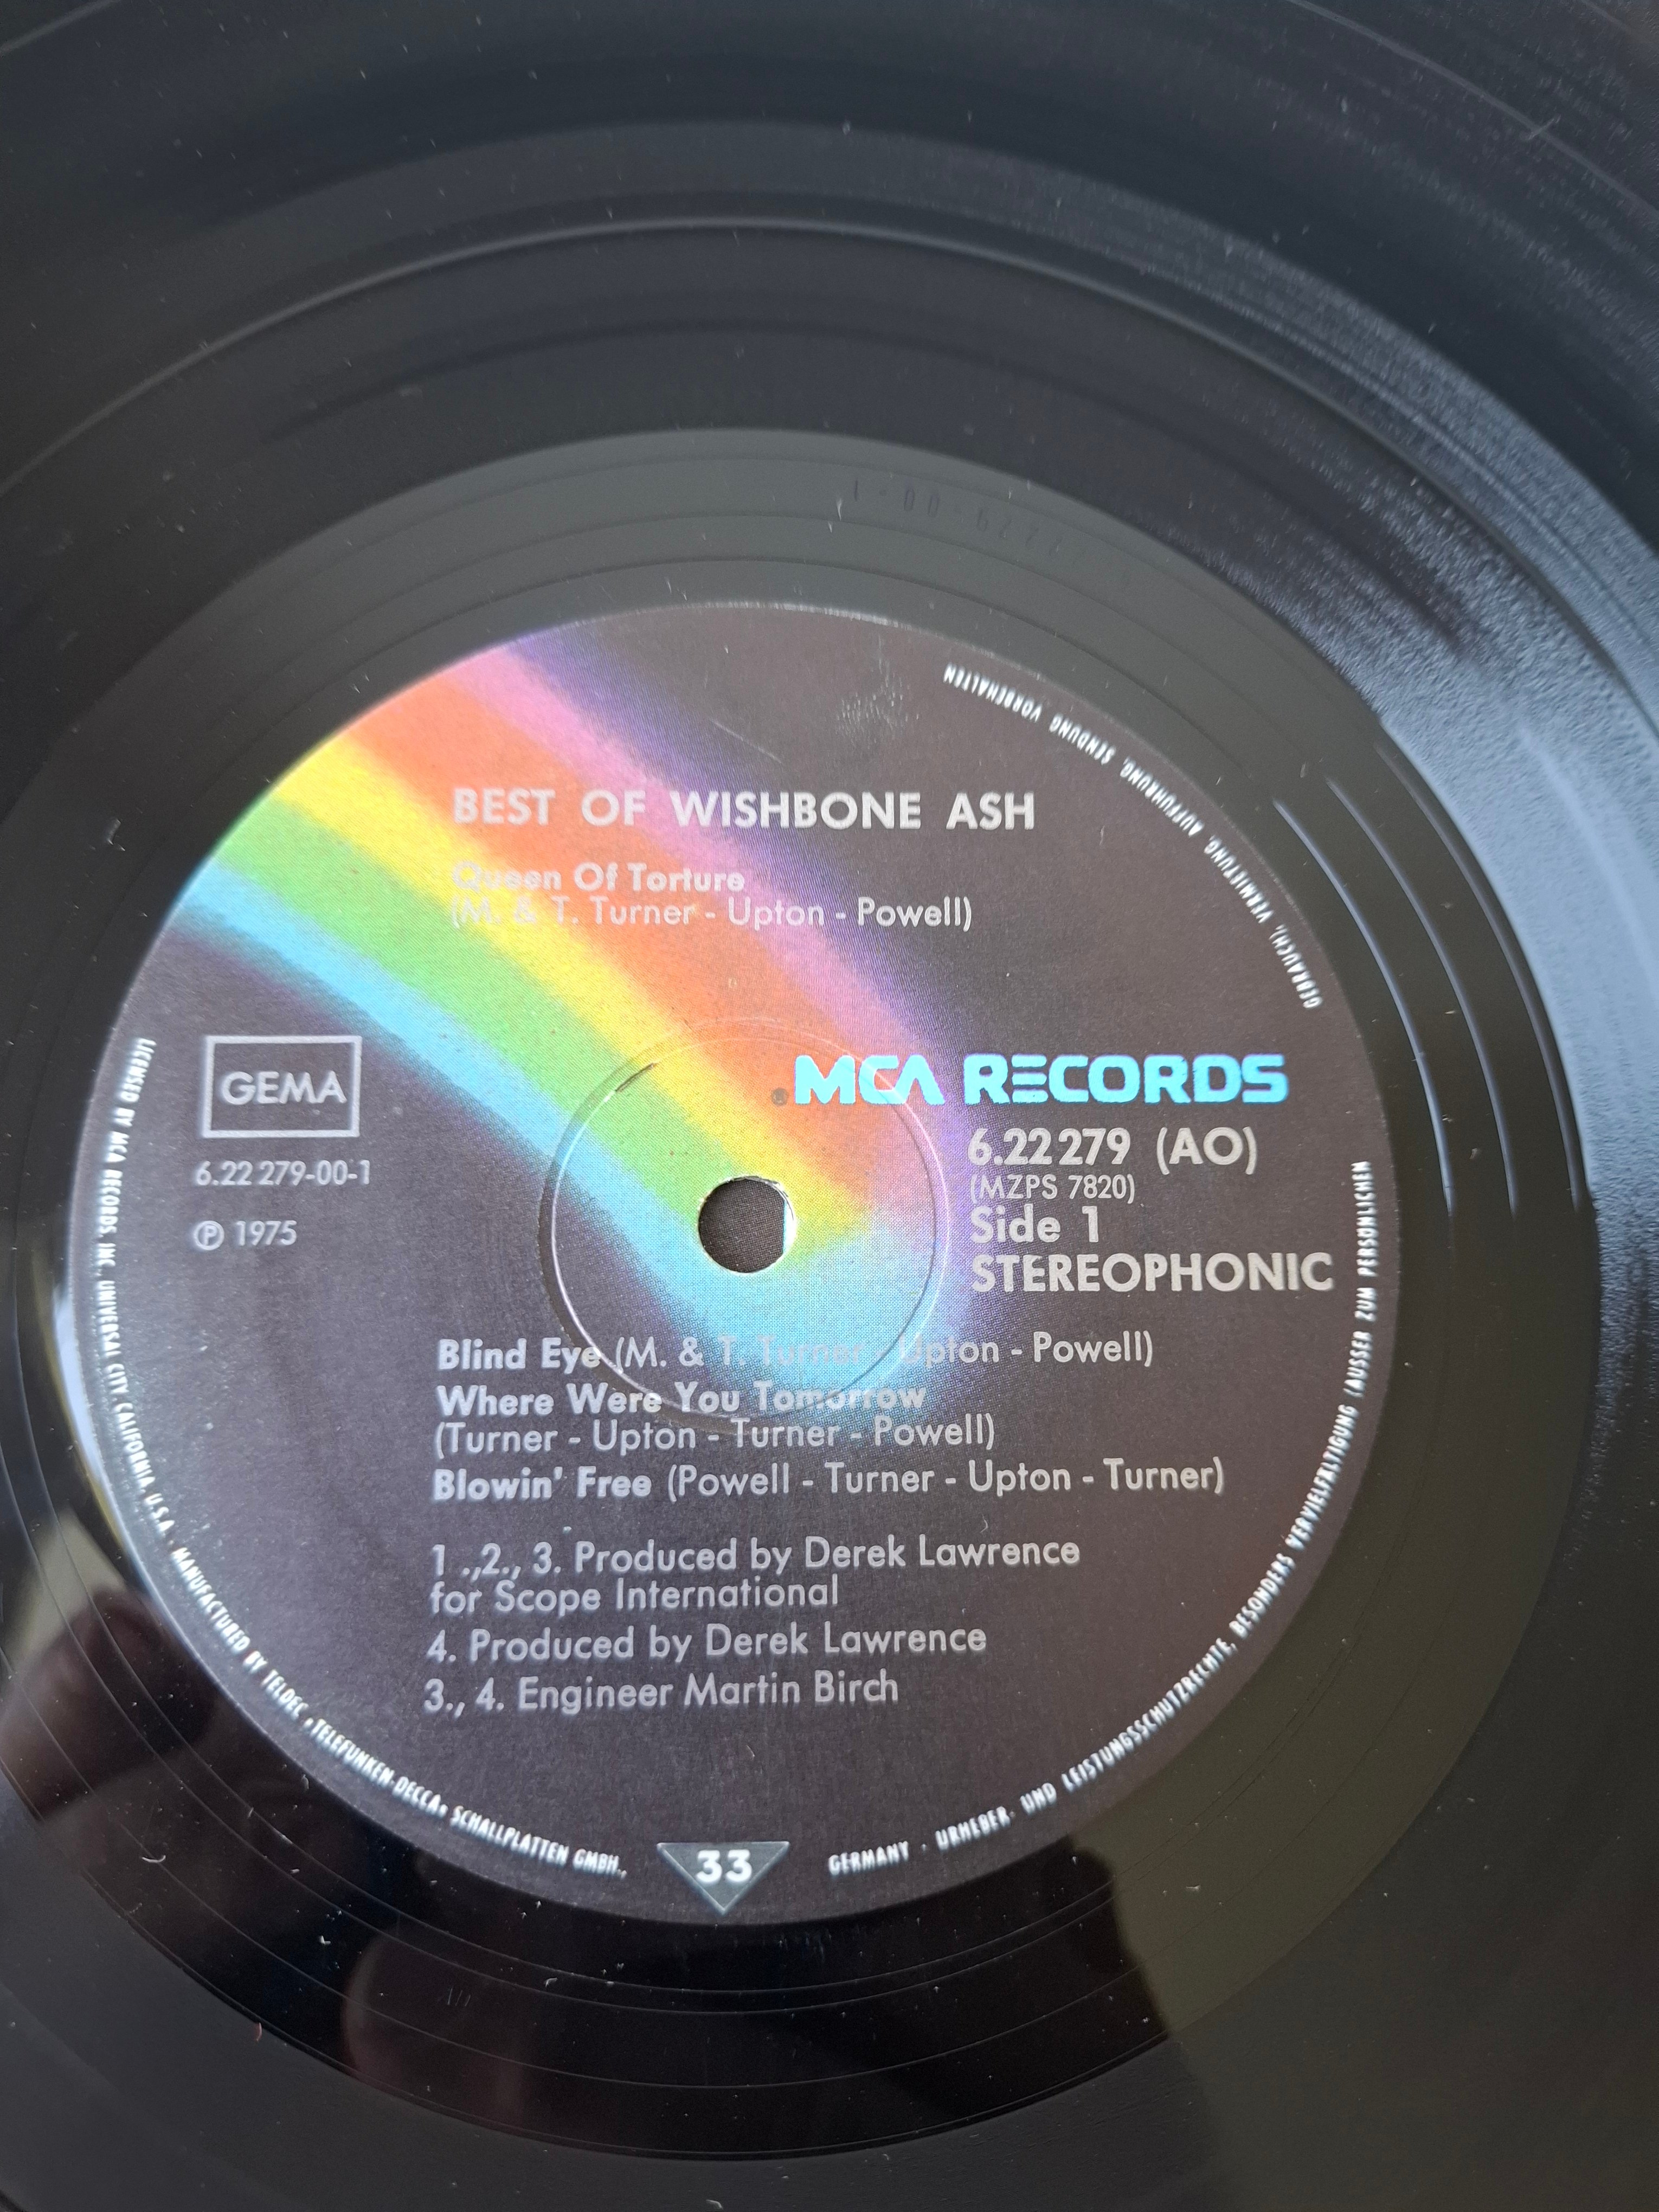 BEST OF WISHBONE ASH
Queen Of Torture
(M. & T. Turner - Upton - Powell)
GEMA
6.22 279-00-1
℗ 1975
MCA RECORDS
6.22279 (AO)
(MZPS 7820)
Side 1
STEREOPHONIC
Blind Eye (M. & T. Turner - Upton - Powell)
Where Were You Tomorrow
(Turner - Upton - Turner - Powell)
Blowin' Free (Powell - Turner - Upton - Turner)
1 .,2., 3. Produced by Derek Lawrence
for Scope International
4. Produced by Derek Lawrence
3., 4. Engineer Martin Birch
33
LICENSED BY MCA RECORDS INC. UNIVERSAL CITY CALIFORNIA, U.S.A. · MANUFACTURED BY TELDEC »TELEFUNKEN-DECCA« SCHALLPLATTEN GMBH.,
GERMANY · URHEBER- UND LEISTUNGSSCHUTZRECHTE, BESONDERS VERVIELFÄLTIGUNG (AUSSER ZUM PERSÖNLICHEN
GEBRAUCH), VERMIETUNG, AUFFÜHRUNG, SENDUNG VORBEHALTEN